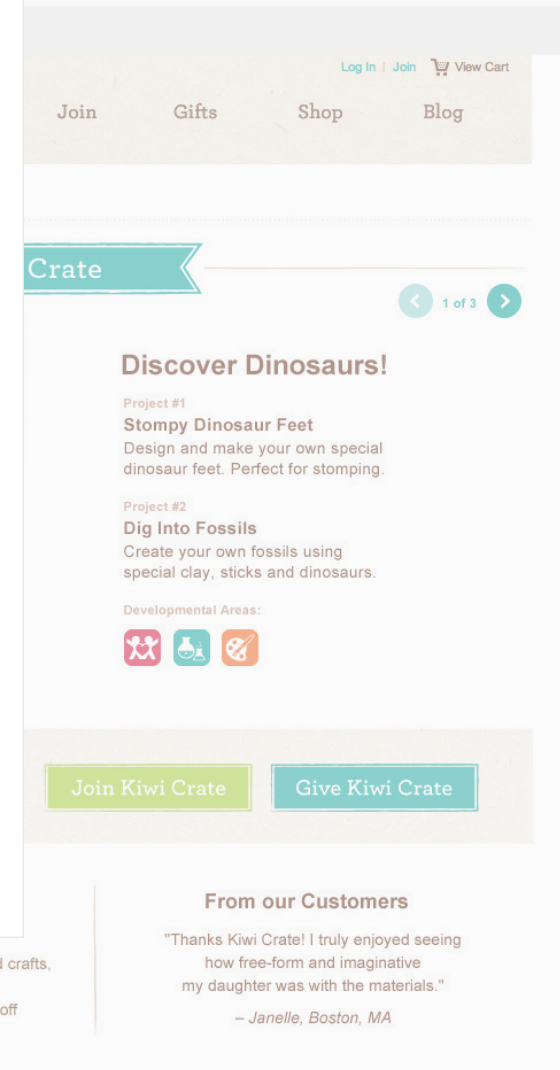 Log In | Join View Cart
Join Gifts Shop Blog
Crate
1 of 3
Discover Dinosaurs!
Project #1
Stompy Dinosaur Feet
Design and make your own special
dinosaur feet. Perfect for stomping.
Project #2
Dig Into Fossils
Create your own fossils using
special clay, sticks and dinosaurs.
Developmental Areas:
Join Kiwi Crate Give Kiwi Crate
From our Customers
"Thanks Kiwi Crate! I truly enjoyed seeing
how free-form and imaginative
my daughter was with the materials."
– Janelle, Boston, MA
crafts,
off